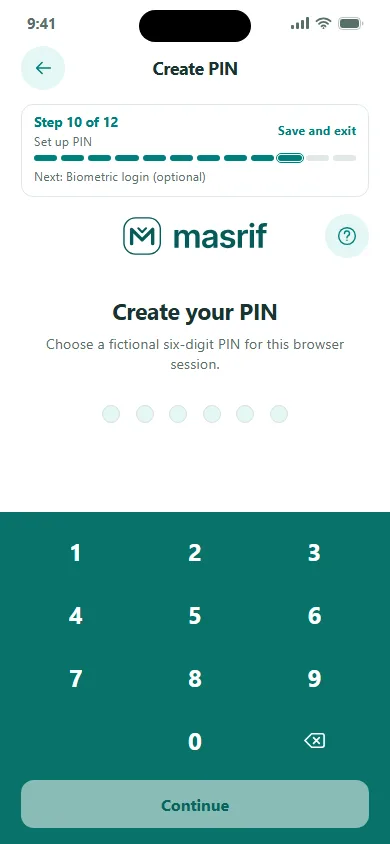 9:41
Create PIN
Step 10 of 12
Save and exit
Set up PIN
Next: Biometric login (optional)
masrif
Create your PIN
Choose a fictional six-digit PIN for this browser
session.
1 2 3
4 5 6
7 8 9
0
Continue